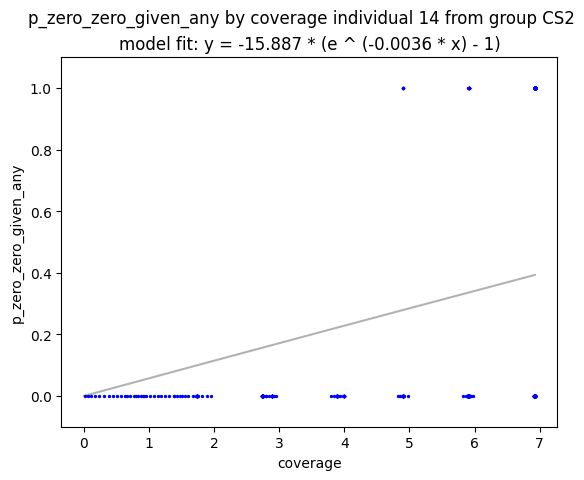 p_zero_zero_given_any by coverage individual 14 from group CS2
model fit: y = -15.887 * (e ^ (-0.0036 * x) - 1)
p_zero_zero_given_any
1.0
0.8
0.6
0.4
0.2
0.0
0 1 2 3 4 5 6 7
coverage